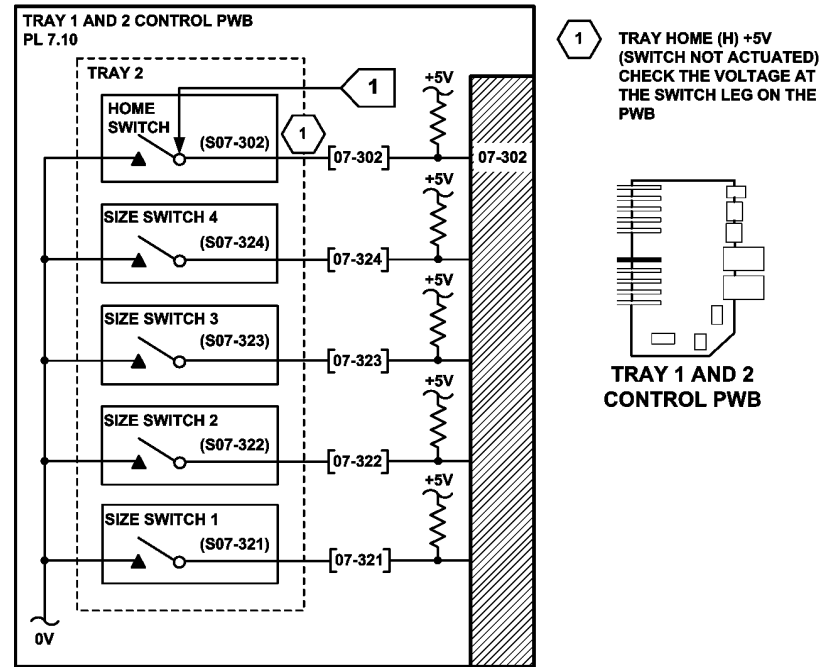 TRAY 1 AND 2 CONTROL PWB
PL 7.10
TRAY 2
HOME
SWITCH
(S07-302)
1
1
07-302
+5V
07-302
SIZE SWITCH 4
(S07-324)
07-324
+5V
SIZE SWITCH 3
(S07-323)
07-323
+5V
SIZE SWITCH 2
(S07-322)
07-322
+5V
SIZE SWITCH 1
(S07-321)
07-321
+5V
0V
1
TRAY HOME (H) +5V
(SWITCH NOT ACTUATED)
CHECK THE VOLTAGE AT
THE SWITCH LEG ON THE
PWB
TRAY 1 AND 2
CONTROL PWB